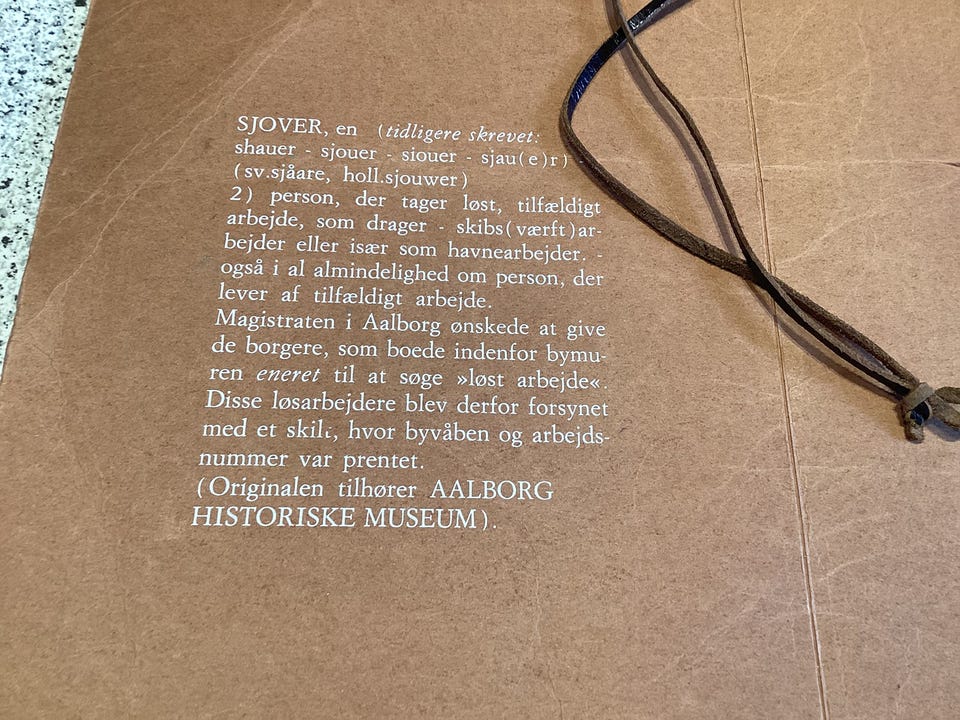 SJOVER, en (tidligere skrevet:
shauer - sjouer - siouer - sjau(e)r)
(sv.sjåare, holl.sjouwer)
2) person, der tager løst, tilfældigt
arbejde, som drager - skibs(værft)ar-
bejder eller især som havnearbejder. -
også i al almindelighed om person, der
lever af tilfældigt arbejde.
Magistraten i Aalborg ønskede at give
de borgere, som boede indenfor bymu-
ren eneret til at søge »løst arbejde«.
Disse løsarbejdere blev derfor forsynet
med et skilt, hvor byvåben og arbejds-
nummer var prentet.
(Originalen tilhører AALBORG
HISTORISKE MUSEUM).